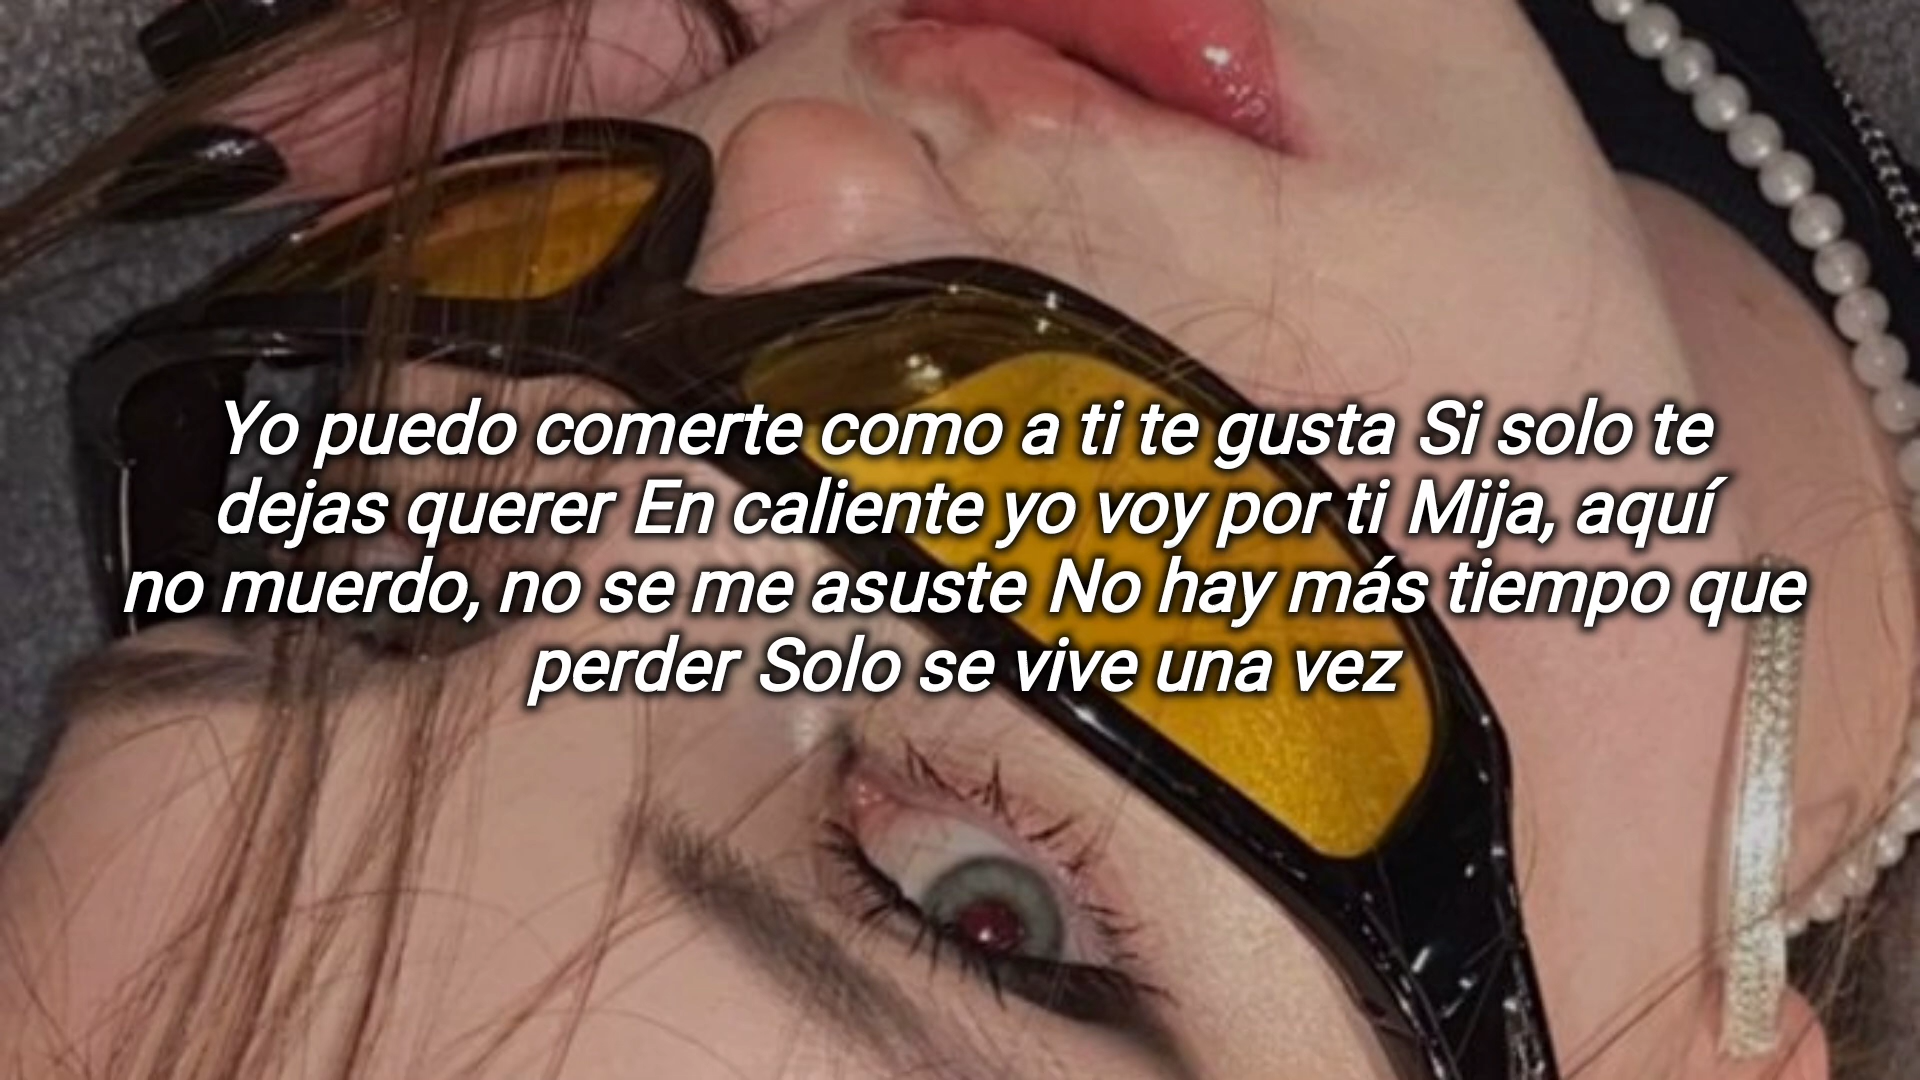 Yo puedo comerte como a ti te gusta Si solo te
dejas querer En caliente yo voy por ti Mija, aquí
no muerdo, no se me asuste No hay más tiempo que
perder Solo se vive una vez